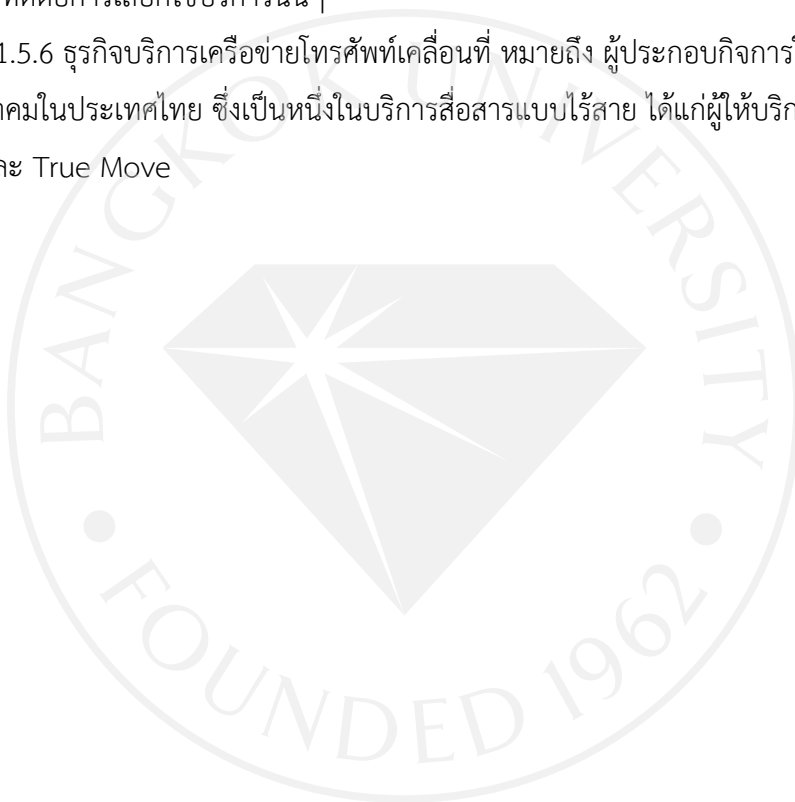 1.5.6 ธุรกิจบริการเครือข่ายโทรศัพท์เคลื่อนที่ หมายถึง ผู้ประกอบกิจการ
คมในประเทศไทย ซึ่งเป็นหนึ่งในบริการสื่อสารแบบไร้สาย ได้แก่ผู้ให้บริก
ละ True Move
BANGKOK UNIVERSITY
FOUNDED 1962